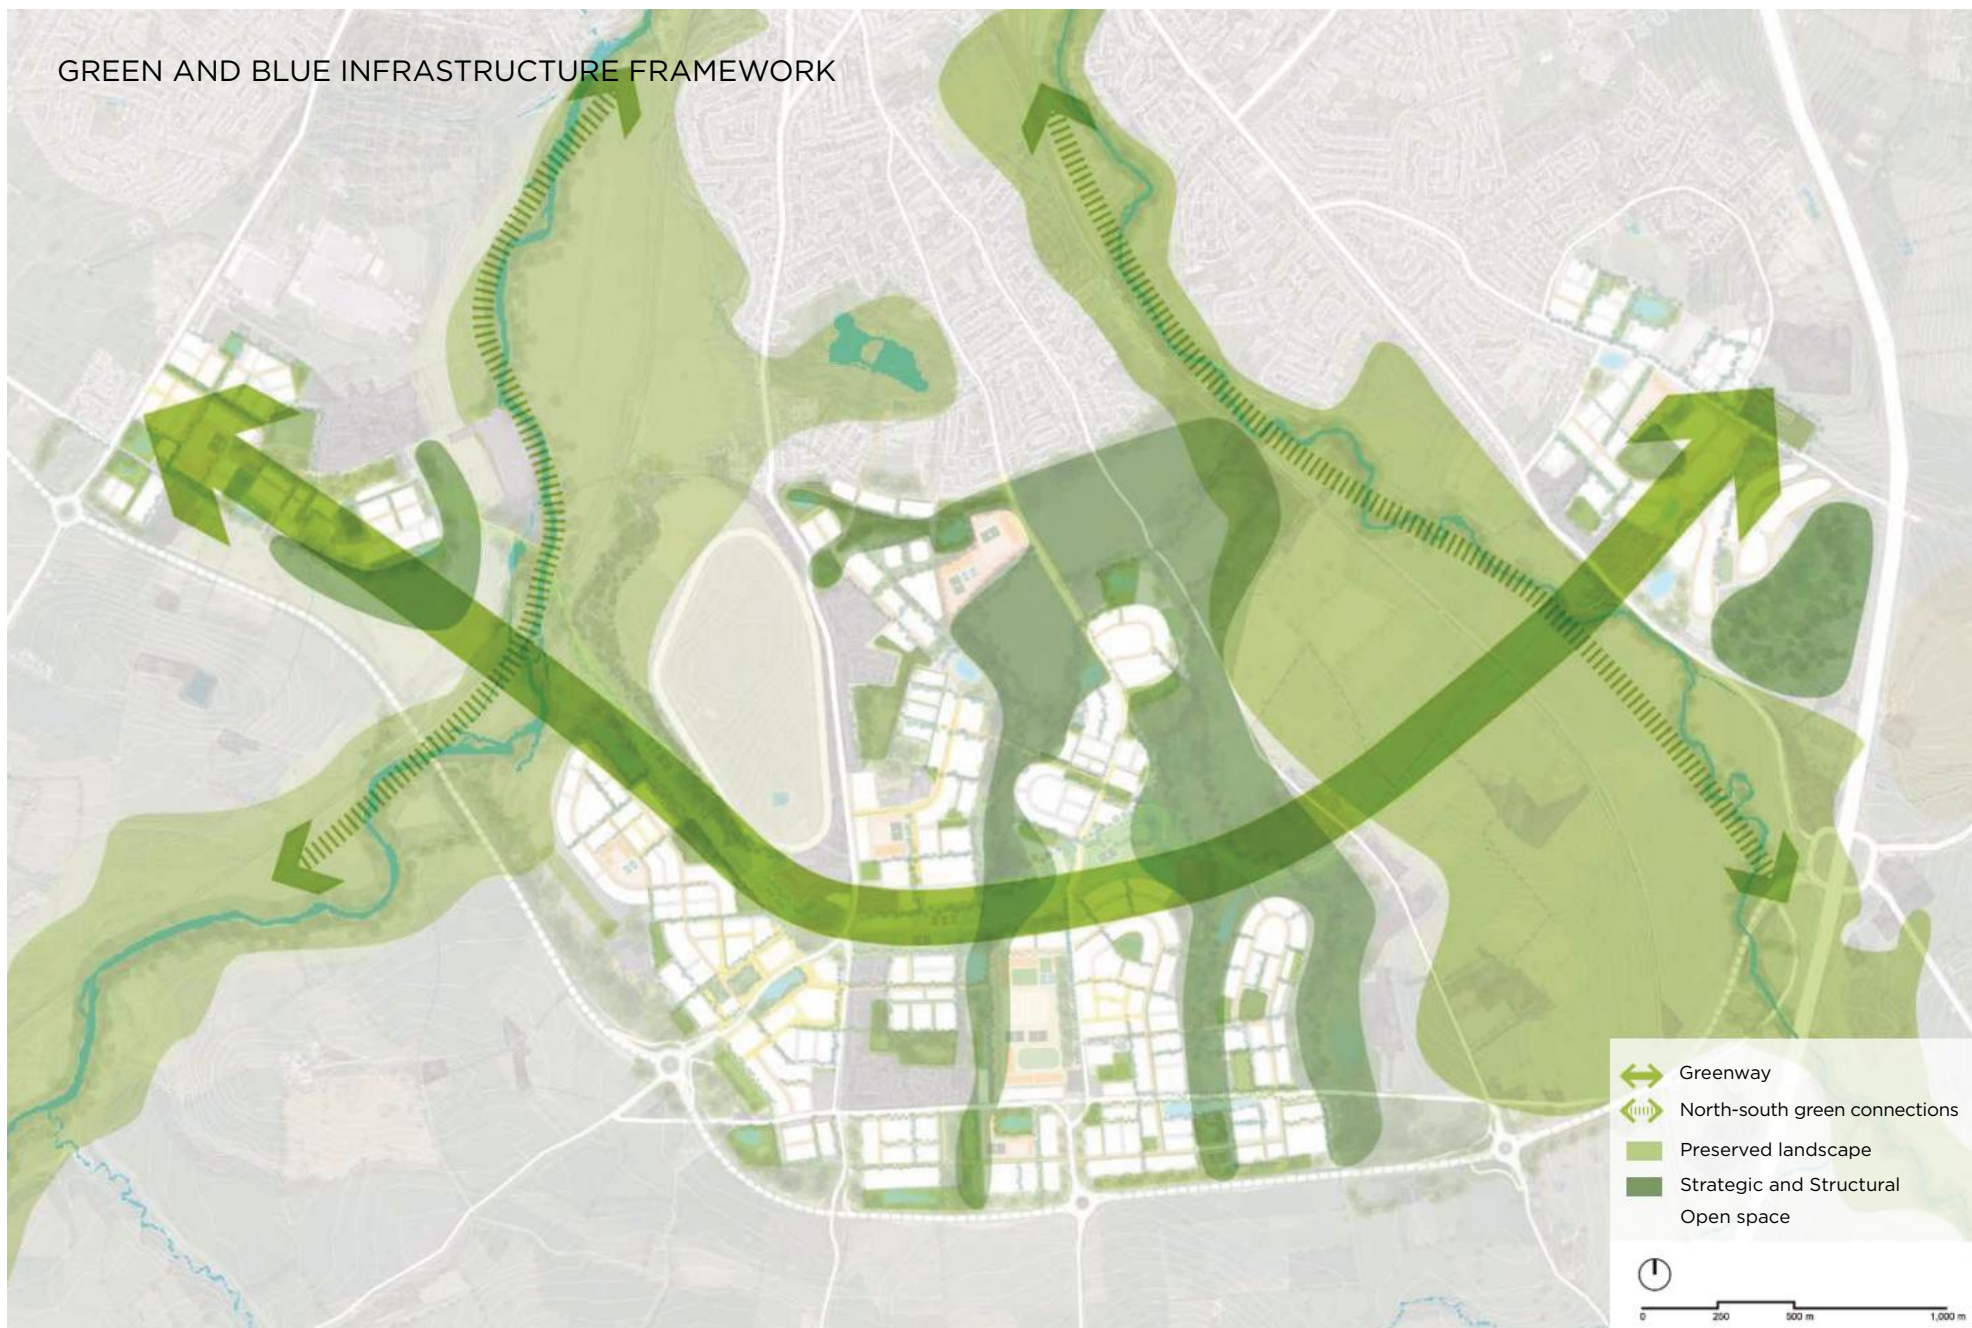 GREEN AND BLUE INFRASTRUCTURE FRAMEWORK
Greenway
North-south green connections
Preserved landscape
Strategic and Structural
Open space
0 250 500 m 1,000 m